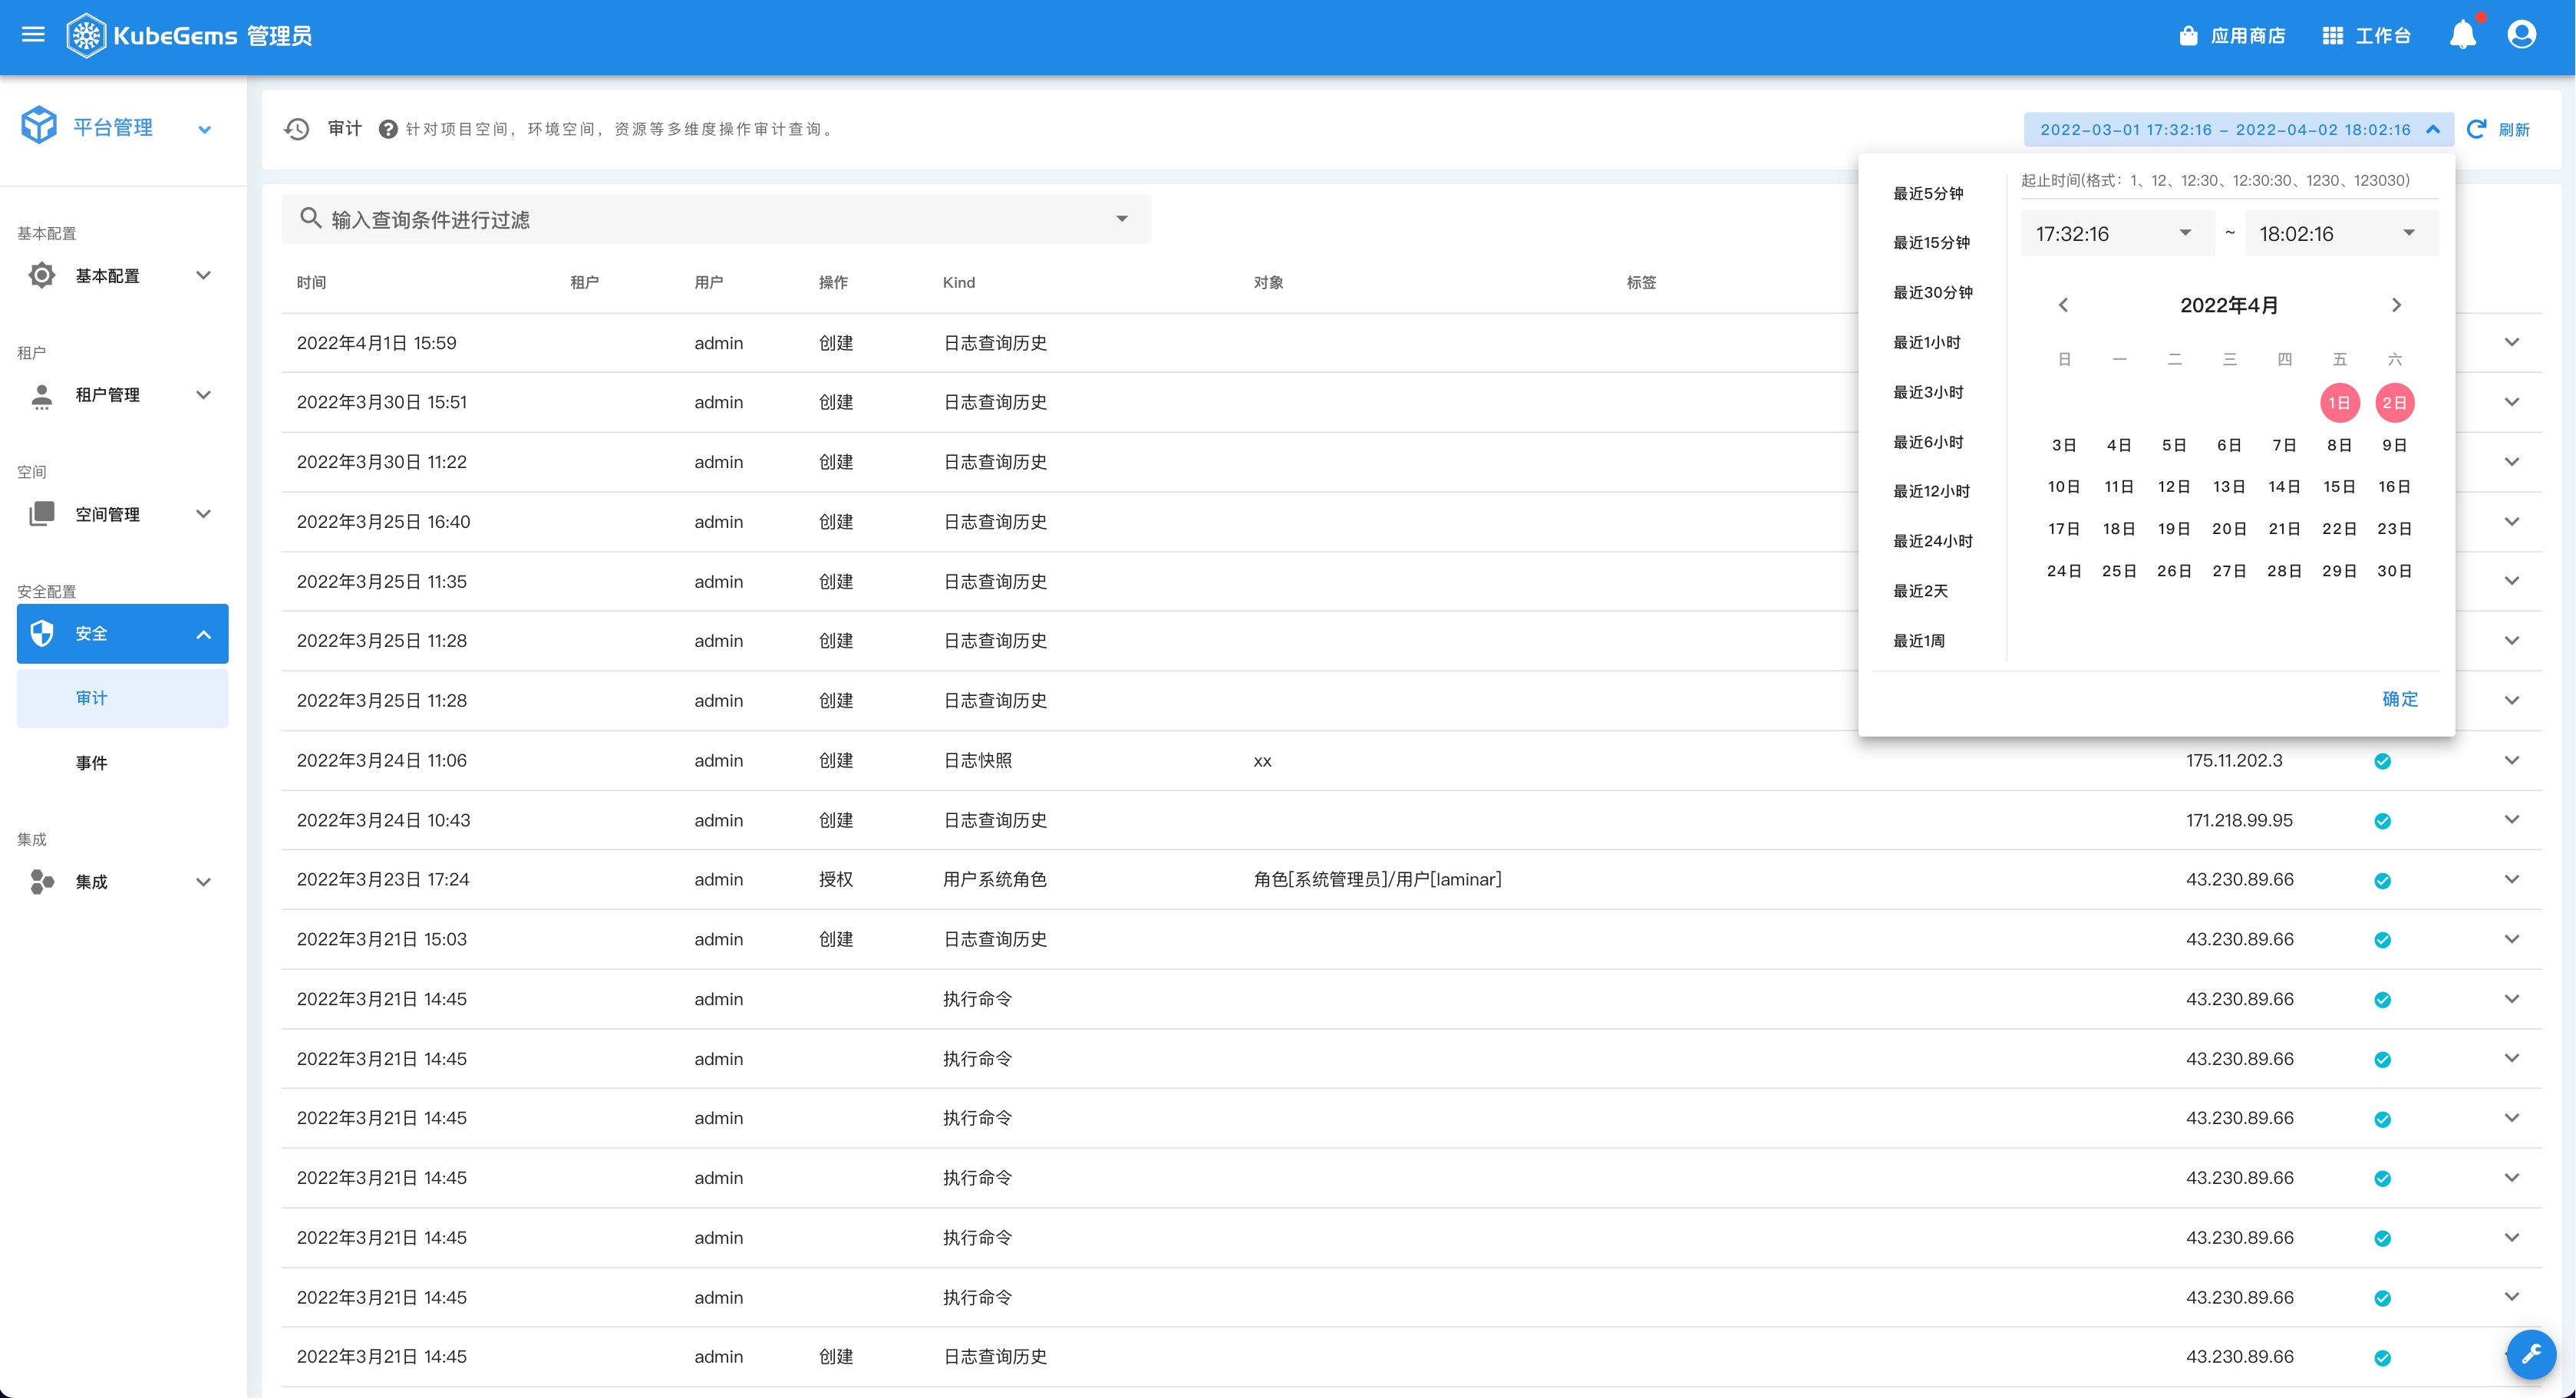 KubeGems 管理员
应用商店
工作台
平台管理
基本配置
基本配置
租户
租户管理
空间
空间管理
安全配置
安全
审计
事件
集成
集成
审计 针对项目空间，环境空间，资源等多维度操作审计查询。
2022-03-01 17:32:16 - 2022-04-02 18:02:16
刷新
输入查询条件进行过滤
时间 租户 用户 操作 Kind 对象 标签
2022年4月1日 15:59 admin 创建 日志查询历史
2022年3月30日 15:51 admin 创建 日志查询历史
2022年3月30日 11:22 admin 创建 日志查询历史
2022年3月25日 16:40 admin 创建 日志查询历史
2022年3月25日 11:35 admin 创建 日志查询历史
2022年3月25日 11:28 admin 创建 日志查询历史
2022年3月25日 11:28 admin 创建 日志查询历史
2022年3月24日 11:06 admin 创建 日志快照 xx 175.11.202.3
2022年3月24日 10:43 admin 创建 日志查询历史 171.218.99.95
2022年3月23日 17:24 admin 授权 用户系统角色 角色[系统管理员]/用户[laminar] 43.230.89.66
2022年3月21日 15:03 admin 创建 日志查询历史 43.230.89.66
2022年3月21日 14:45 admin 执行命令 43.230.89.66
2022年3月21日 14:45 admin 执行命令 43.230.89.66
2022年3月21日 14:45 admin 执行命令 43.230.89.66
2022年3月21日 14:45 admin 执行命令 43.230.89.66
2022年3月21日 14:45 admin 执行命令 43.230.89.66
2022年3月21日 14:45 admin 执行命令 43.230.89.66
2022年3月21日 14:45 admin 创建 日志查询历史 43.230.89.66
最近5分钟
最近15分钟
最近30分钟
最近1小时
最近3小时
最近6小时
最近12小时
最近24小时
最近2天
最近1周
起止时间(格式：1、12、12:30、12:30:30、1230、123030)
17:32:16 ~ 18:02:16
2022年4月
日 一 二 三 四 五 六
1日 2日
3日 4日 5日 6日 7日 8日 9日
10日 11日 12日 13日 14日 15日 16日
17日 18日 19日 20日 21日 22日 23日
24日 25日 26日 27日 28日 29日 30日
确定